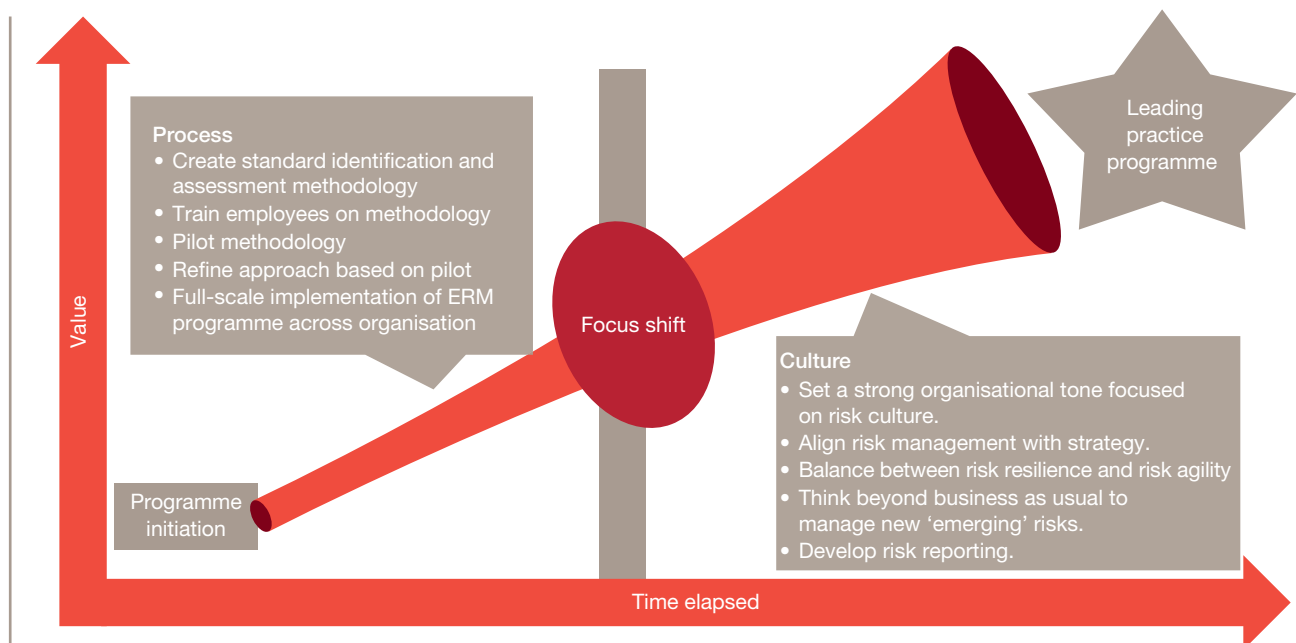 Leading
practice
programme
Process
• Create standard identification and
assessment methodology
• Train employees on methodology
• Pilot methodology
• Refine approach based on pilot
• Full-scale implementation of ERM
programme across organisation
Value
Focus shift
Culture
• Set a strong organisational tone focused
on risk culture.
• Align risk management with strategy.
• Balance between risk resilience and risk agility
• Think beyond business as usual to
manage new ‘emerging’ risks.
• Develop risk reporting.
Programme
initiation
Time elapsed